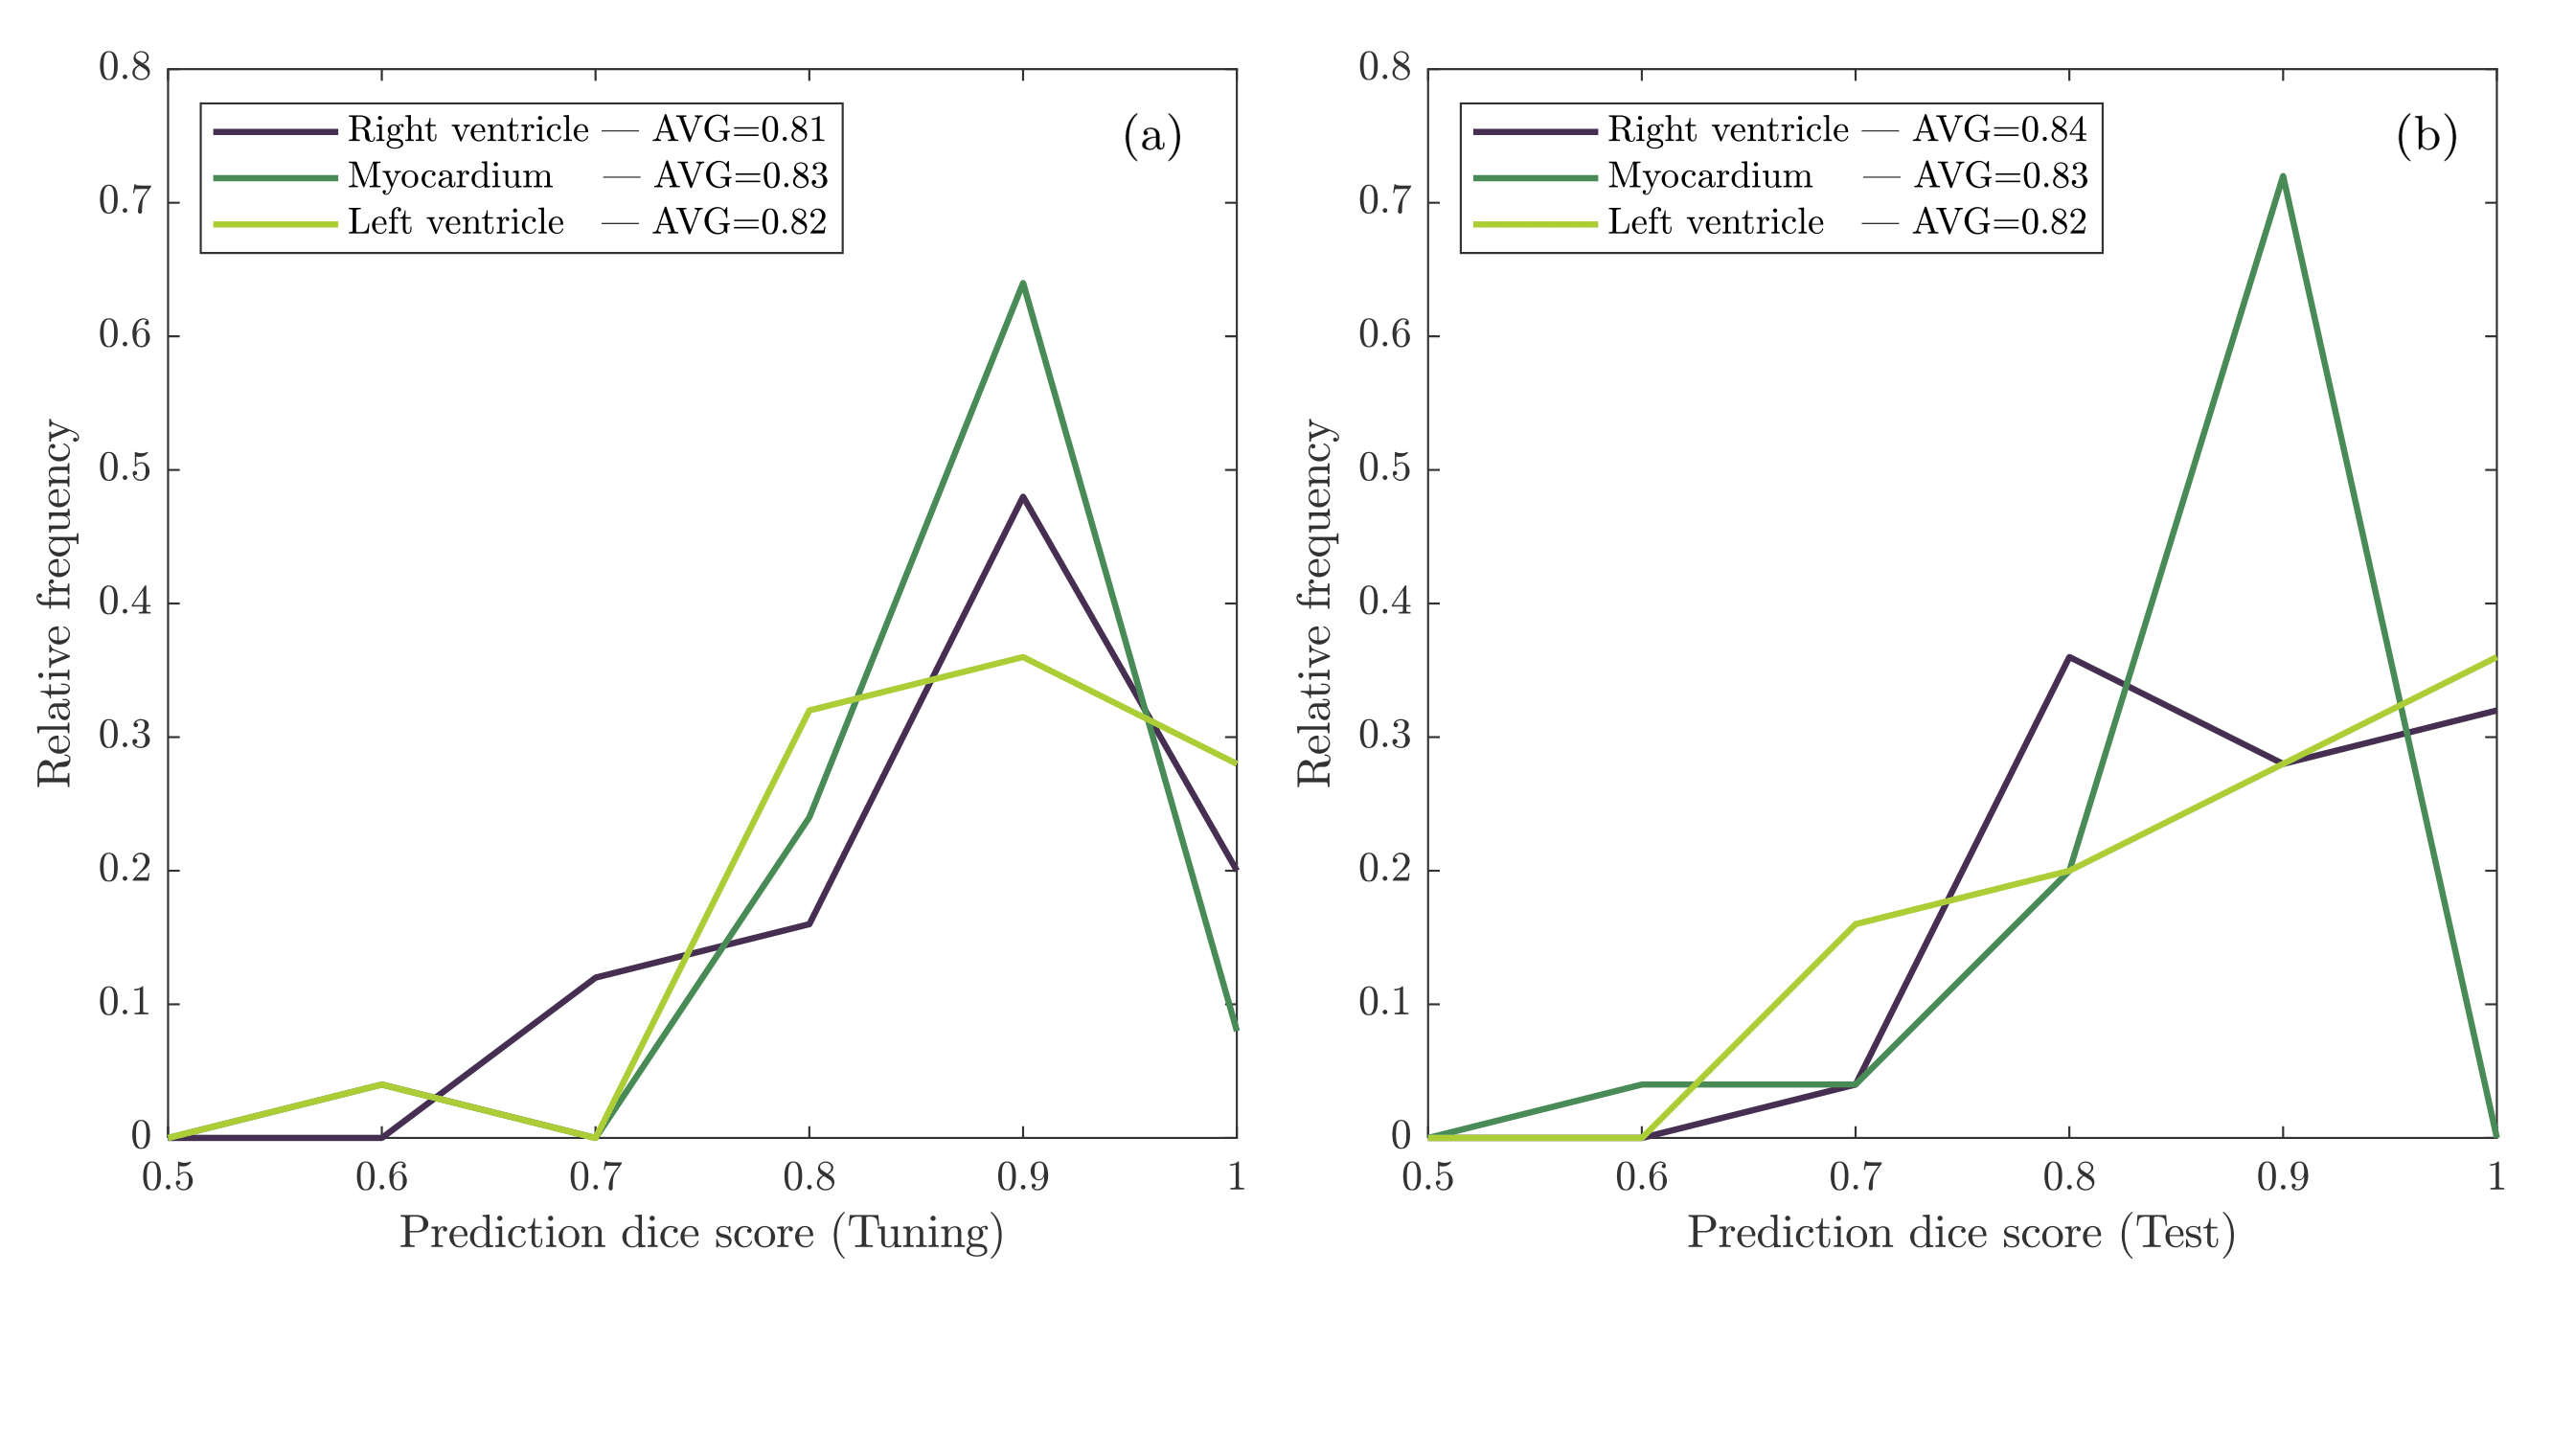 0.8
0.7
0.6
0.5
0.4
0.3
0.2
0.1
0
Relative frequency
Right ventricle — AVG=0.81
Myocardium — AVG=0.83
Left ventricle — AVG=0.82
(a)
0.5 0.6 0.7 0.8 0.9 1
Prediction dice score (Tuning)
0.8
0.7
0.6
0.5
0.4
0.3
0.2
0.1
0
Relative frequency
Right ventricle — AVG=0.84
Myocardium — AVG=0.83
Left ventricle — AVG=0.82
(b)
0.5 0.6 0.7 0.8 0.9 1
Prediction dice score (Test)